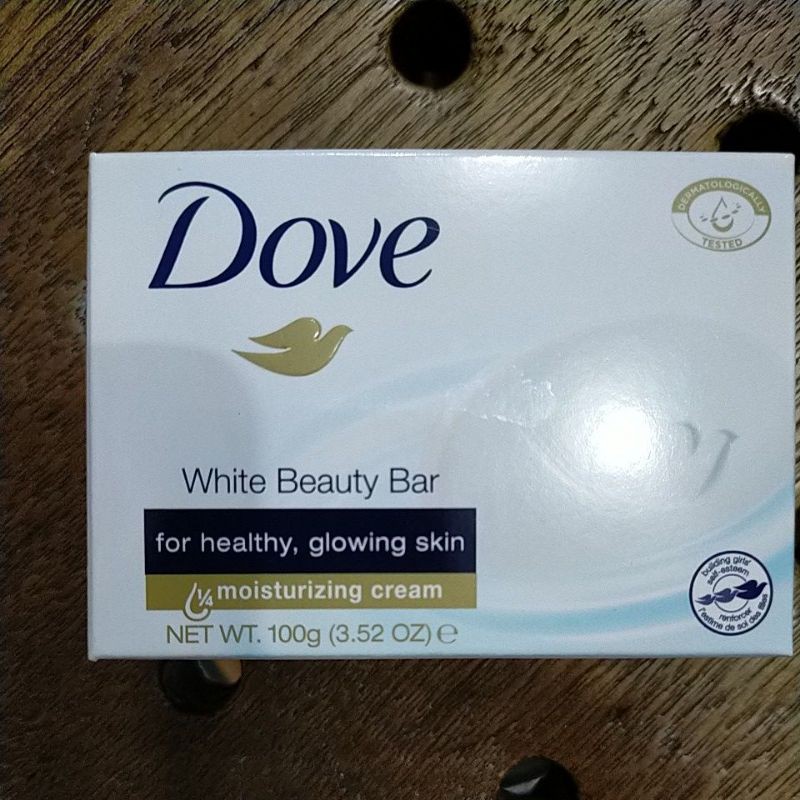 Dove
DERMATOLOGICALLY
TESTED
White Beauty Bar
for healthy, glowing skin
1/4 moisturizing cream
NET WT. 100g (3.52 OZ) ℮
building girls'
self-esteem
renforcer
l'estime de soi des filles